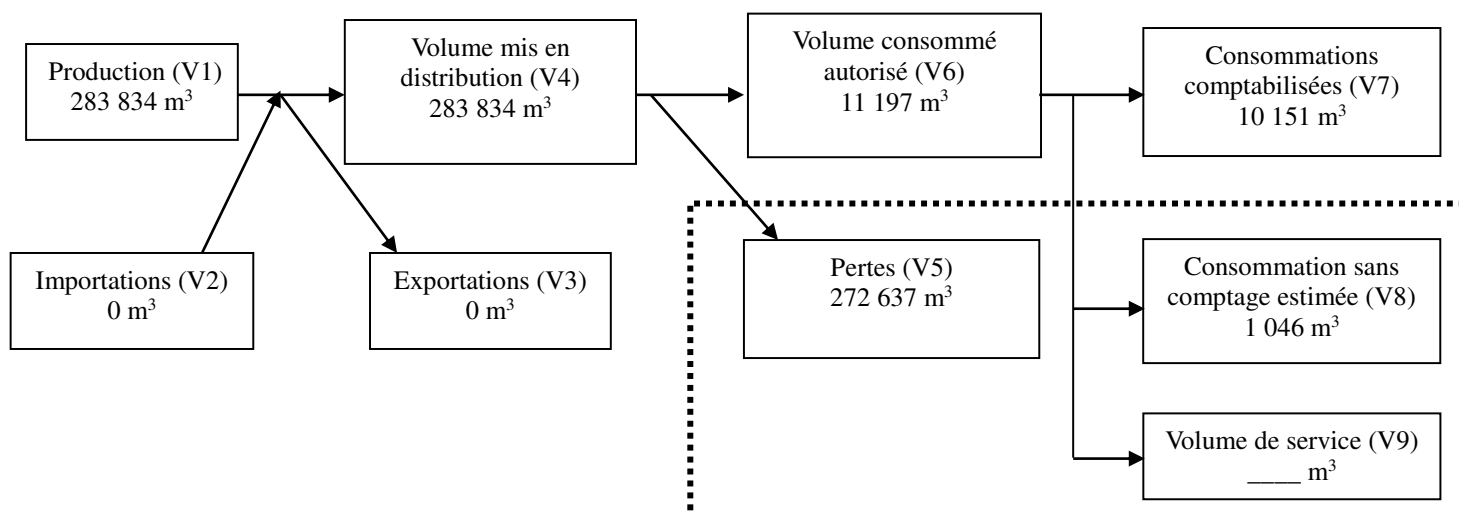 Production (V1)
283 834 m³
Volume mis en
distribution (V4)
283 834 m³
Volume consommé
autorisé (V6)
11 197 m³
Consommations
comptabilisées (V7)
10 151 m³
Importations (V2)
0 m³
Exportations (V3)
0 m³
Pertes (V5)
272 637 m³
Consommation sans
comptage estimée (V8)
1 046 m³
Volume de service (V9)
____ m³